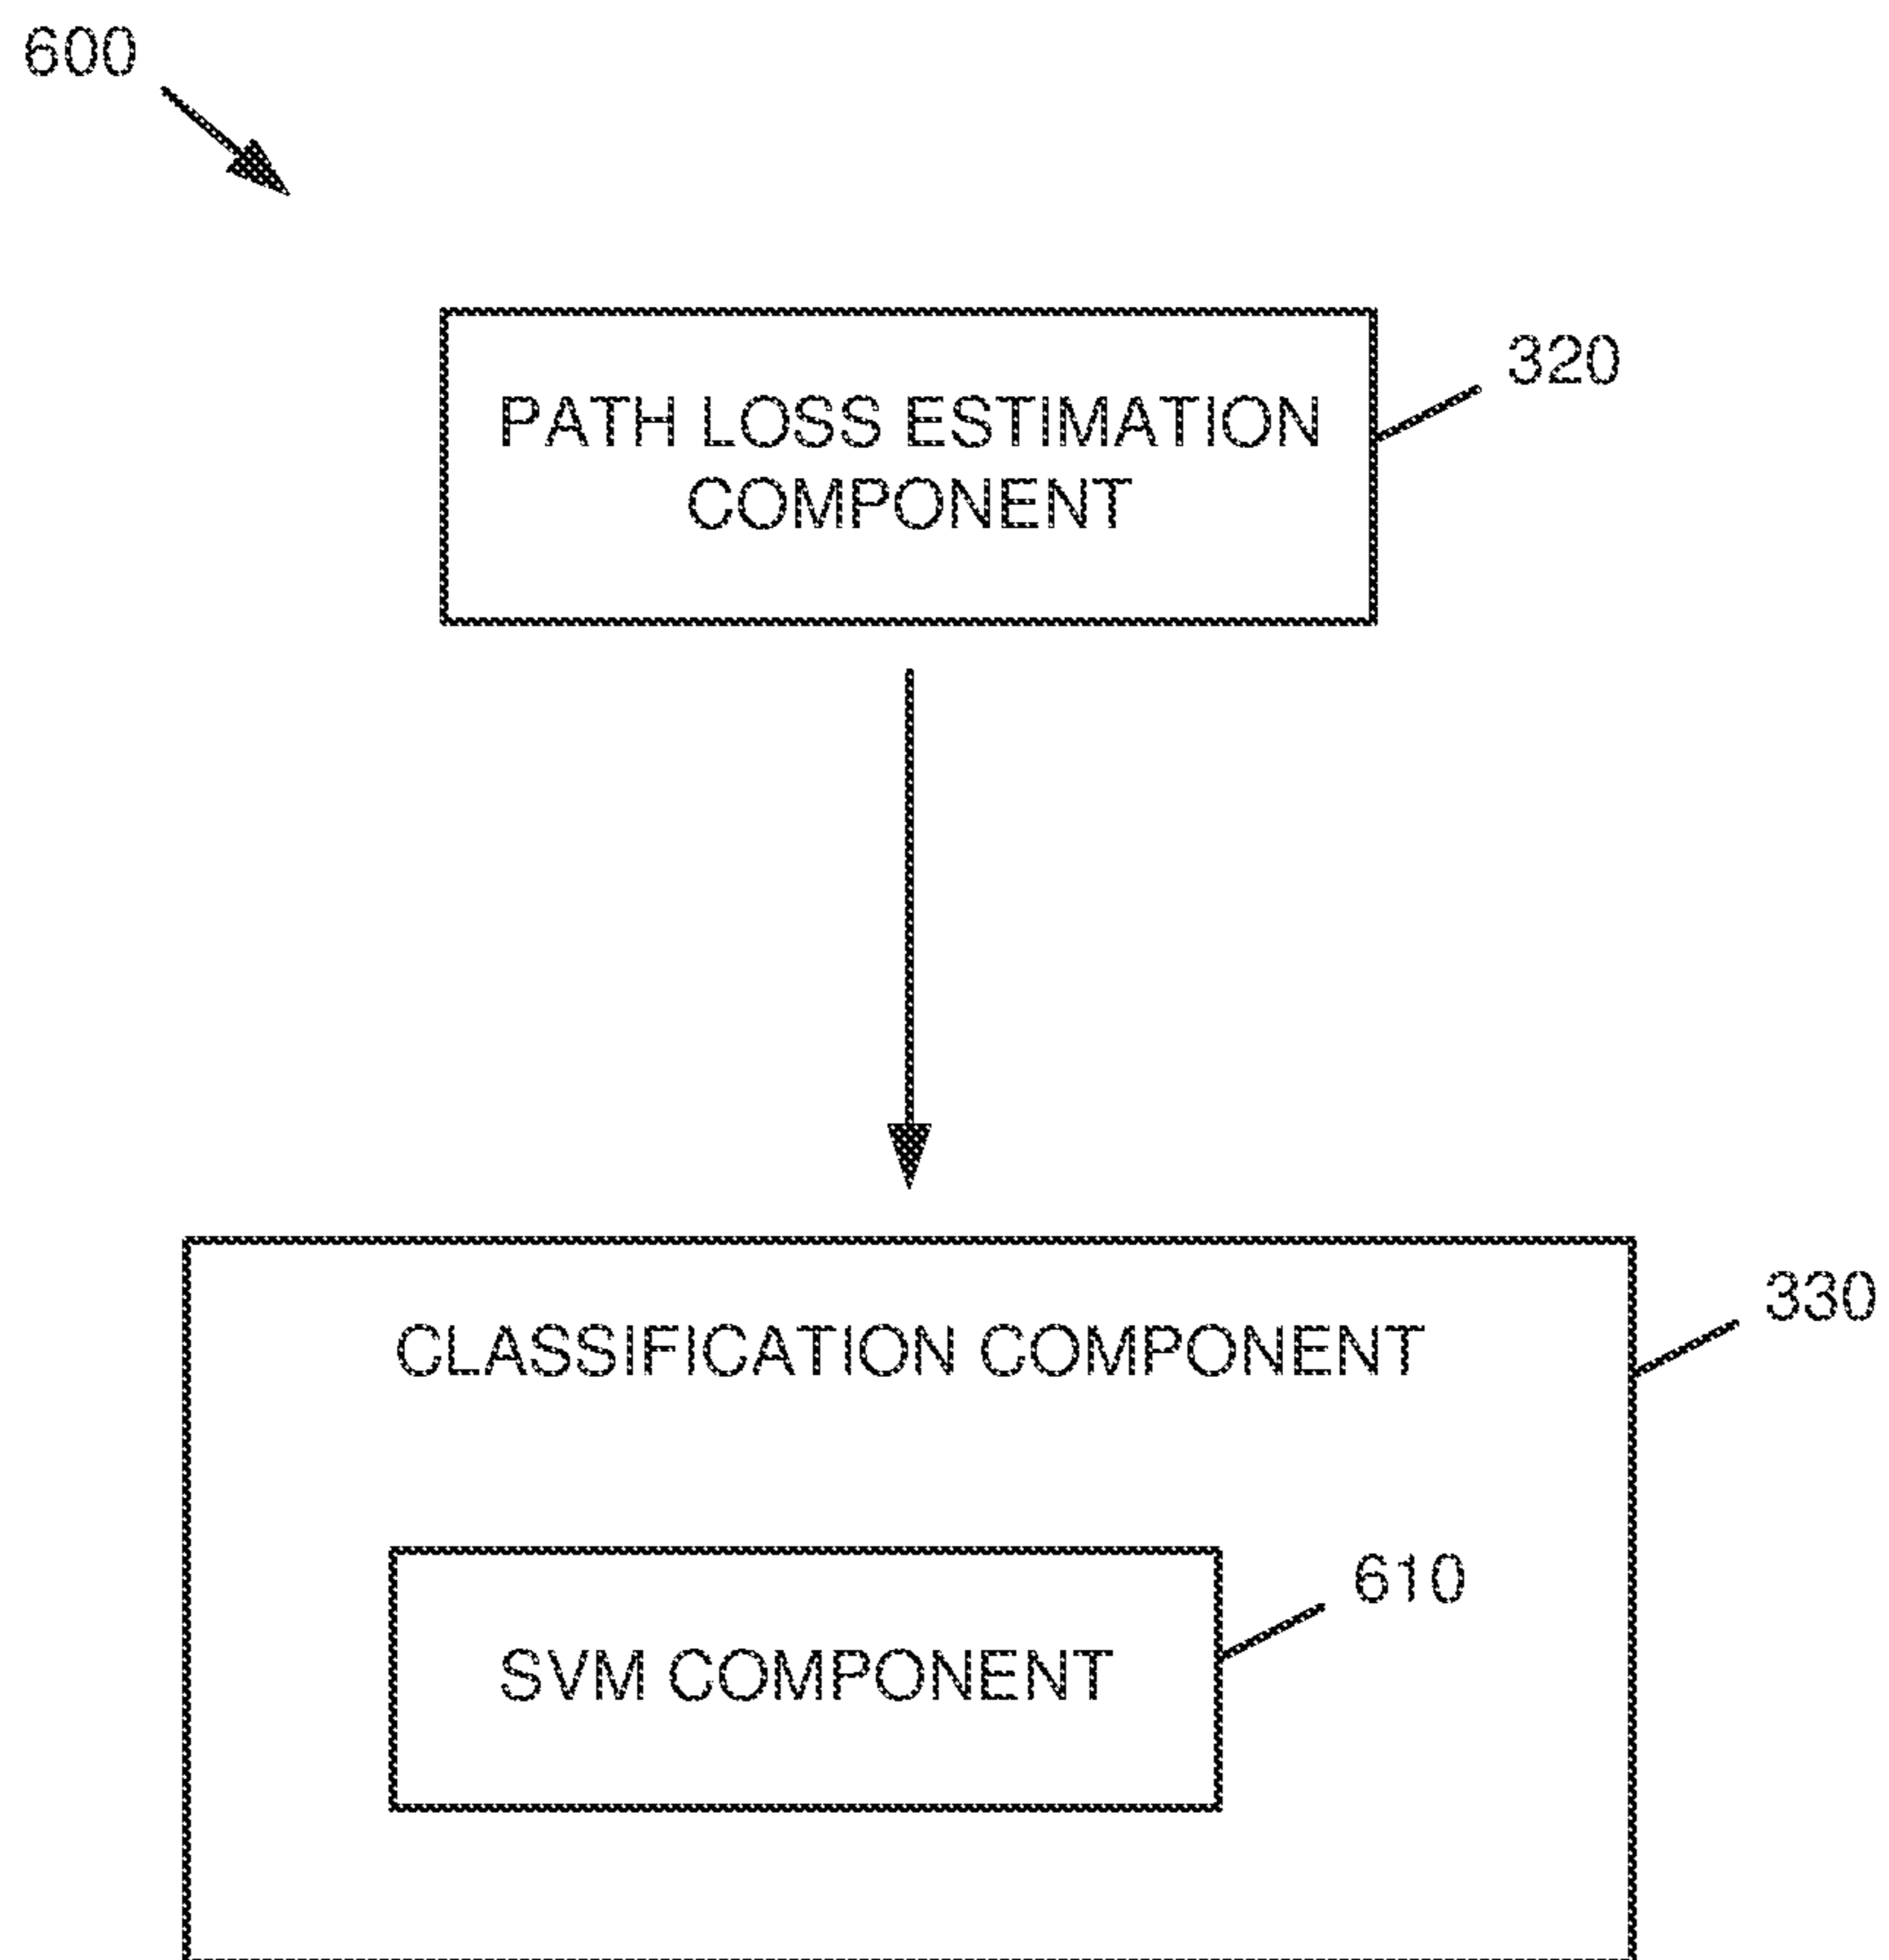 600
320
PATH LOSS ESTIMATION
COMPONENT
330
CLASSIFICATION COMPONENT
610
SVM COMPONENT